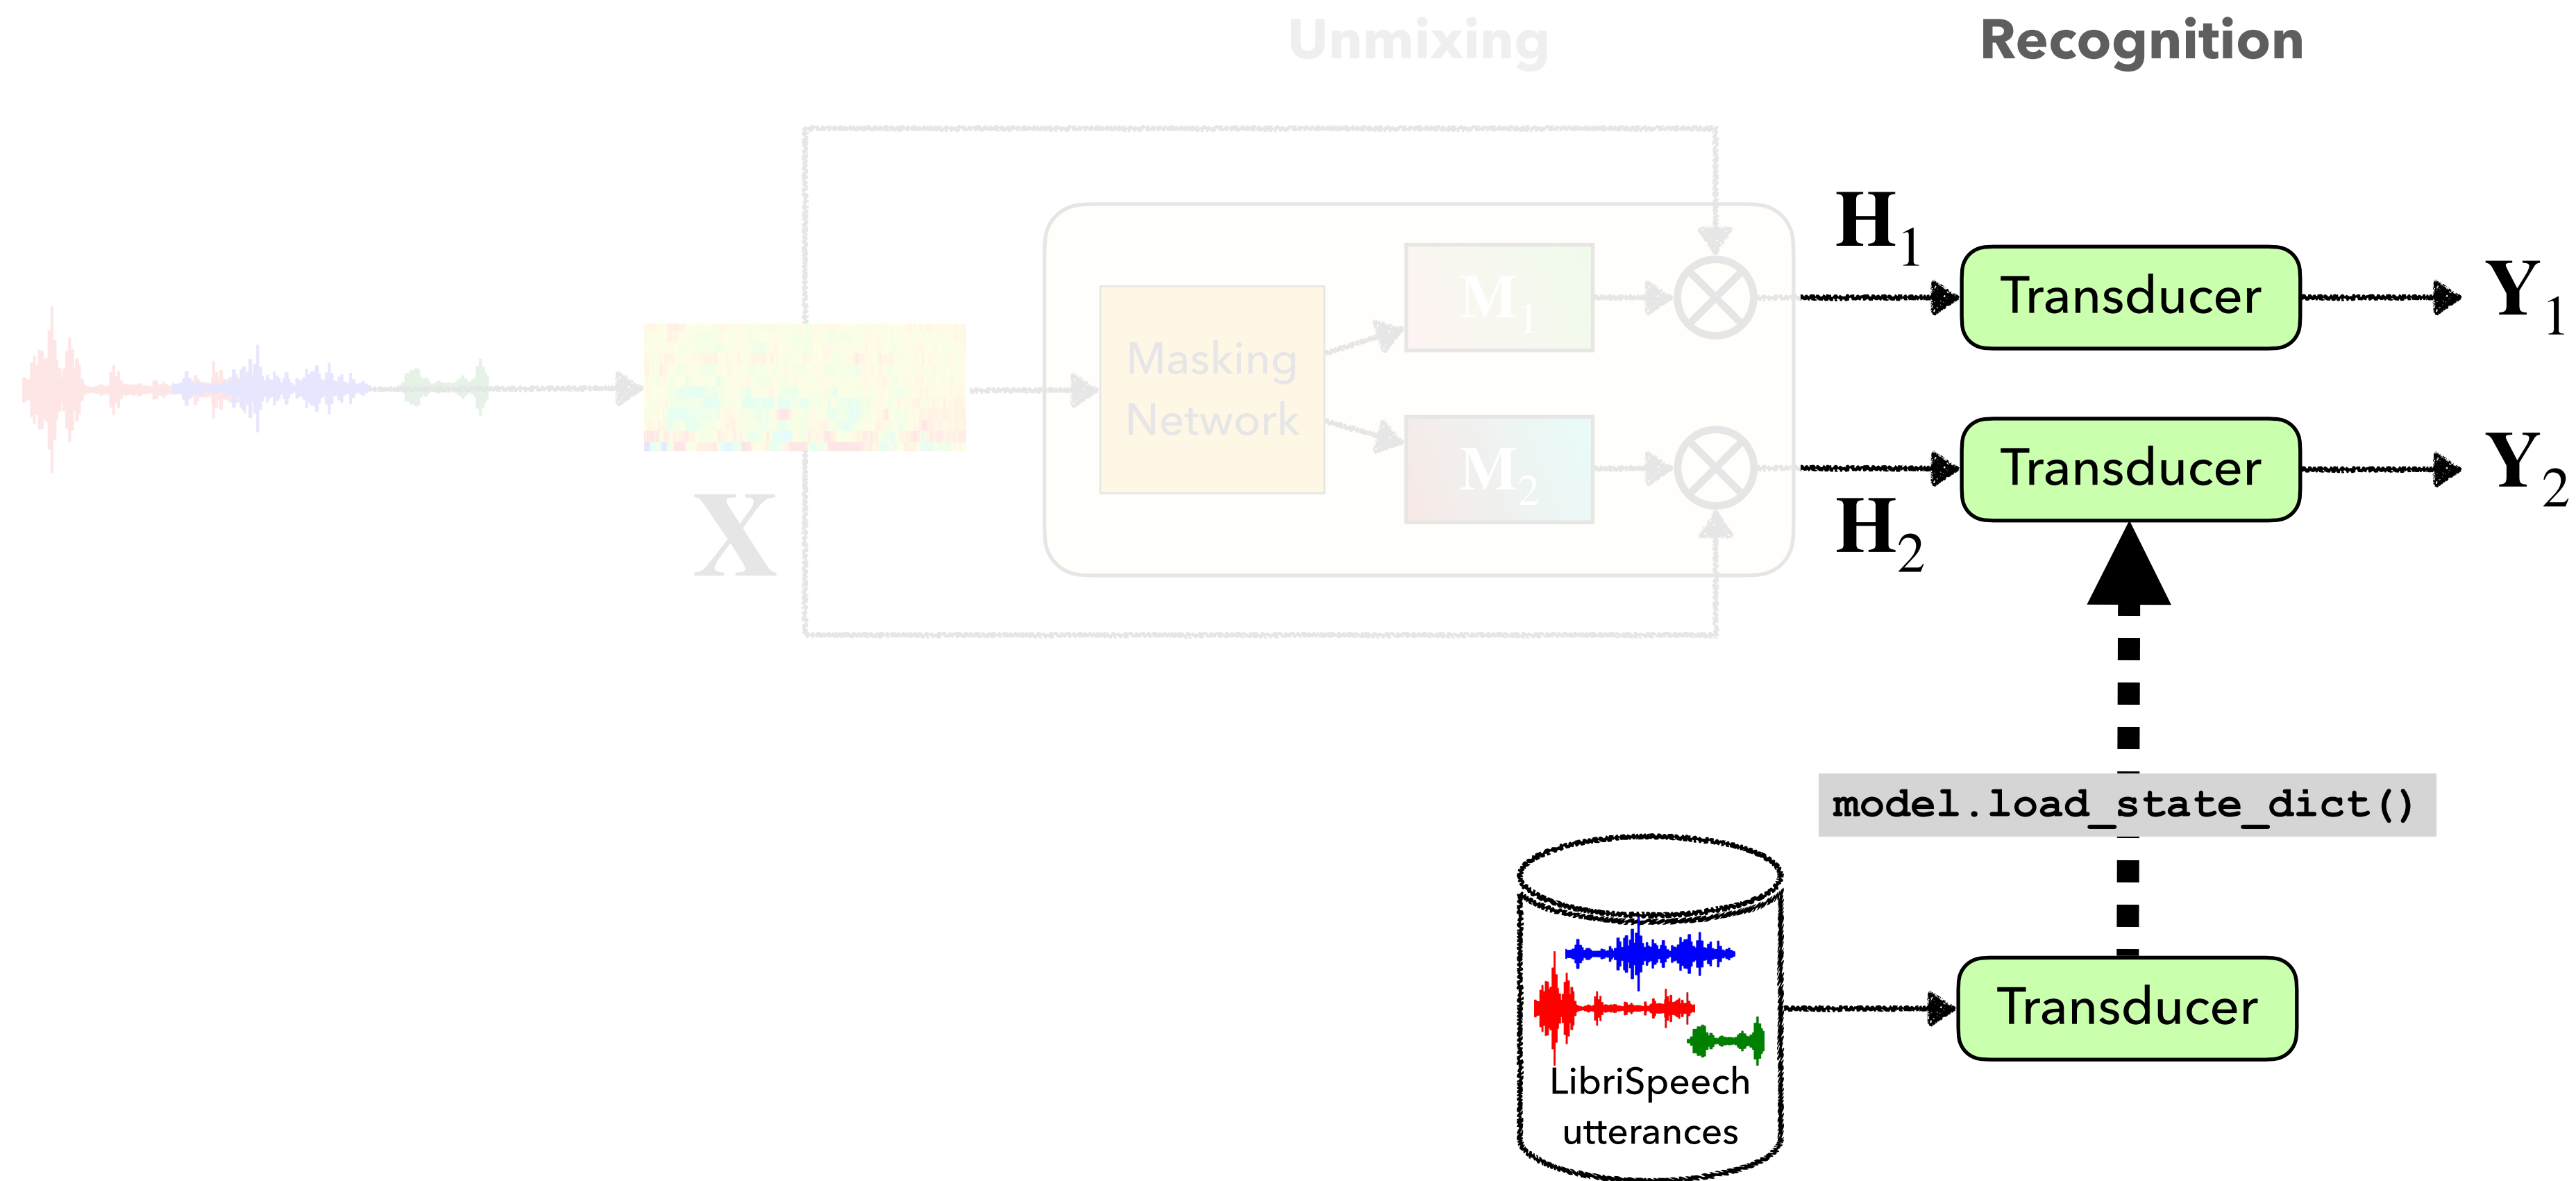 Unmixing
Recognition
H1
Transducer
Y1
Masking
Network
M1
M2
X
Transducer
Y2
H2
model.load_state_dict()
LibriSpeech
utterances
Transducer